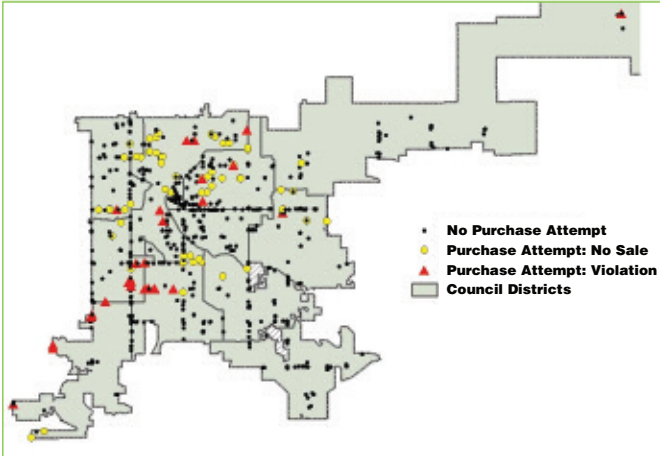 No Purchase Attempt
Purchase Attempt: No Sale
Purchase Attempt: Violation
Council Districts